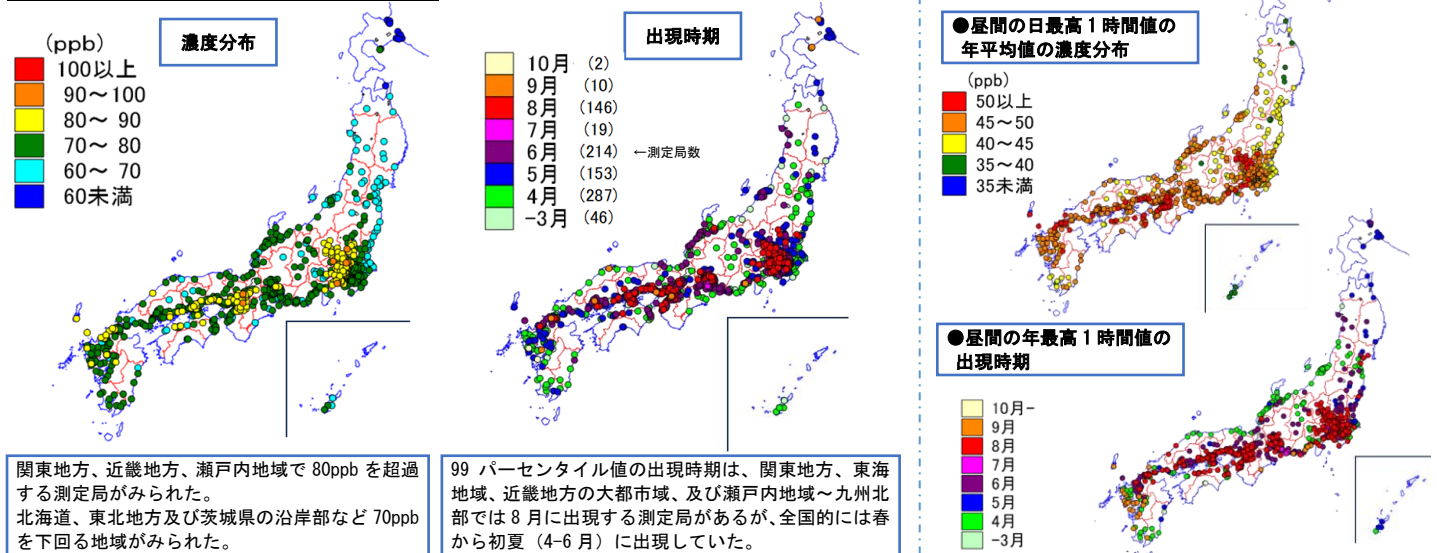 濃度分布
(ppb)
100以上
90～100
80～ 90
70～ 80
60～ 70
60未満
関東地方、近畿地方、瀬戸内地域で 80ppb を超過
する測定局がみられた。
北海道、東北地方及び茨城県の沿岸部など 70ppb
を下回る地域がみられた。
出現時期
10月 (2)
9月 (10)
8月 (146)
7月 (19)
6月 (214) ←測定局数
5月 (153)
4月 (287)
-3月 (46)
99 パーセンタイル値の出現時期は、関東地方、東海
地域、近畿地方の大都市域、及び瀬戸内地域～九州北
部では 8 月に出現する測定局があるが、全国的には春
から初夏（4-6 月）に出現していた。
●昼間の日最高 1 時間値の
年平均値の濃度分布
(ppb)
50以上
45～50
40～45
35～40
35未満
●昼間の年最高 1 時間値の
出現時期
10月-
9月
8月
7月
6月
5月
4月
-3月